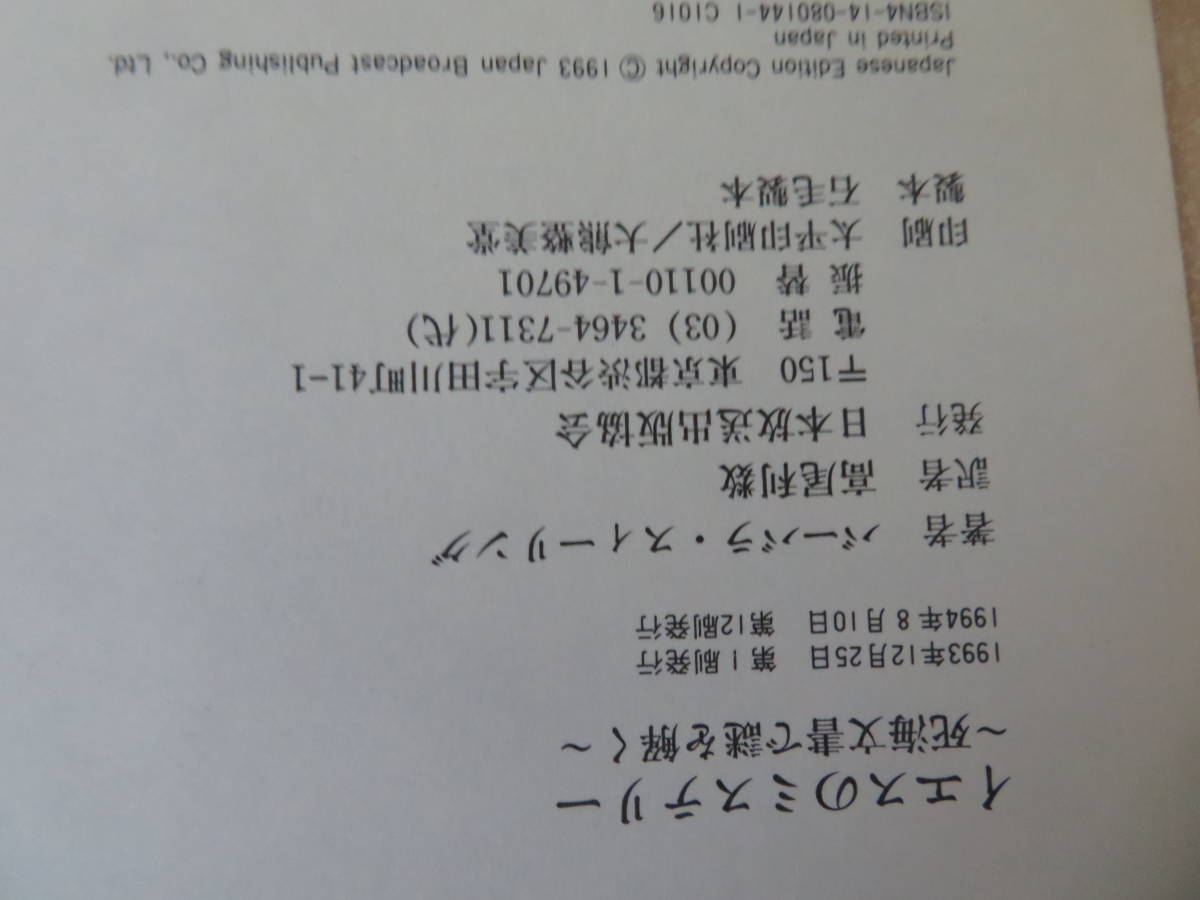 イエスのミステリー
～死海文書で謎を解く～
1993年12月25日　第1刷発行
1994年8月10日　第12刷発行
著者　バーバラ・スィーリング
訳者　高尾利数
発行　日本放送出版協会
〒150　東京都渋谷区宇田川町41-1
電話　(03) 3464-7311(代)
振替　00110-1-49701
印刷　太平印刷社／大熊整美堂
製本　石毛製本
Japanese Edition Copyright © 1993 Japan Broadcast Publishing Co., Ltd.
Printed in Japan
ISBN4-14-080144-1 C1016